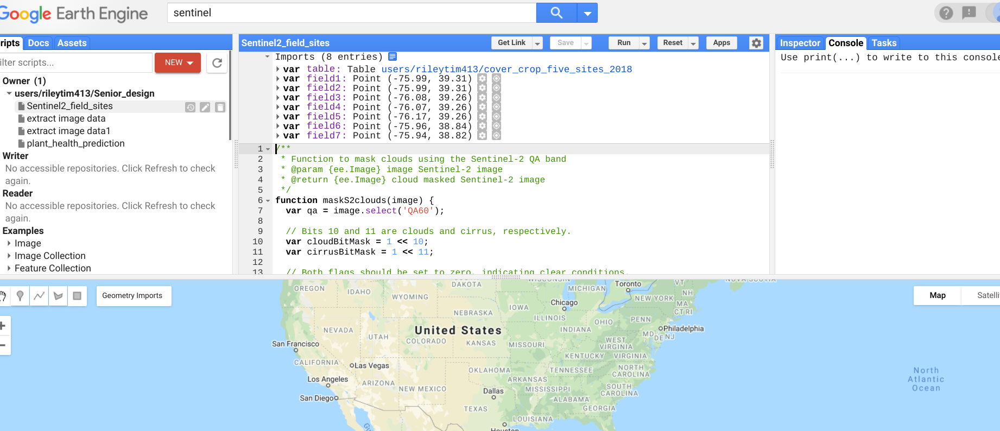 Google Earth Engine
sentinel
ripts Docs Assets
ilter scripts...
NEW
Owner (1)
users/rileytim413/Senior_design
Sentinel2_field_sites
extract image data
extract image data1
plant_health_prediction
Writer
No accessible repositories. Click Refresh to check
again.
Reader
No accessible repositories. Click Refresh to check
again.
Examples
Image
Image Collection
Feature Collection
Sentinel2_field_sites
Get Link Save Run Reset Apps
Imports (8 entries)
var table: Table users/rileytim413/cover_crop_five_sites_2018
var field1: Point (-75.99, 39.31)
var field2: Point (-75.99, 39.31)
var field3: Point (-76.08, 39.26)
var field4: Point (-76.07, 39.26)
var field5: Point (-76.17, 39.26)
var field6: Point (-75.96, 38.84)
var field7: Point (-75.94, 38.82)
1 /**
2 * Function to mask clouds using the Sentinel-2 QA band
3 * @param {ee.Image} image Sentinel-2 image
4 * @return {ee.Image} cloud masked Sentinel-2 image
5 */
6 function maskS2clouds(image) {
7 var qa = image.select('QA60');
8
9 // Bits 10 and 11 are clouds and cirrus, respectively.
10 var cloudBitMask = 1 << 10;
11 var cirrusBitMask = 1 << 11;
12
13 // Both flags should be set to zero, indicating clear conditions.
Inspector Console Tasks
Use print(...) to write to this console
Geometry Imports
Map Satelli
WISCONSIN
NOVA SCOTIA
DAKOTA
Toronto
VT
OREGON
IDAHO
MICHIGAN
NH
WYOMING
NEW YORK
Chicago
MA
IOWA
CT RI
NEBRASKA
ILLINOIS
PENN
OHIO
NEVADA
United States
INDIANA
Philadelphia
UTAH
MD
DE NJ
COLORADO
KANSAS
MISSOURI
WEST
VIRGINIA
San Francisco
KENTUCKY
VIRGINIA
CALIFORNIA
Las Vegas
OKLAHOMA
TENNESSEE
NORTH
CAROLINA
North
Atlantic
Ocean
Los Angeles
ARIZONA
ARKANSAS
NEW MEXICO
Dallas
MISSISSIPPI
SOUTH
CAROLINA
San Diego
ALABAMA
TEXAS
GEORGIA
LOUISIANA
Houston